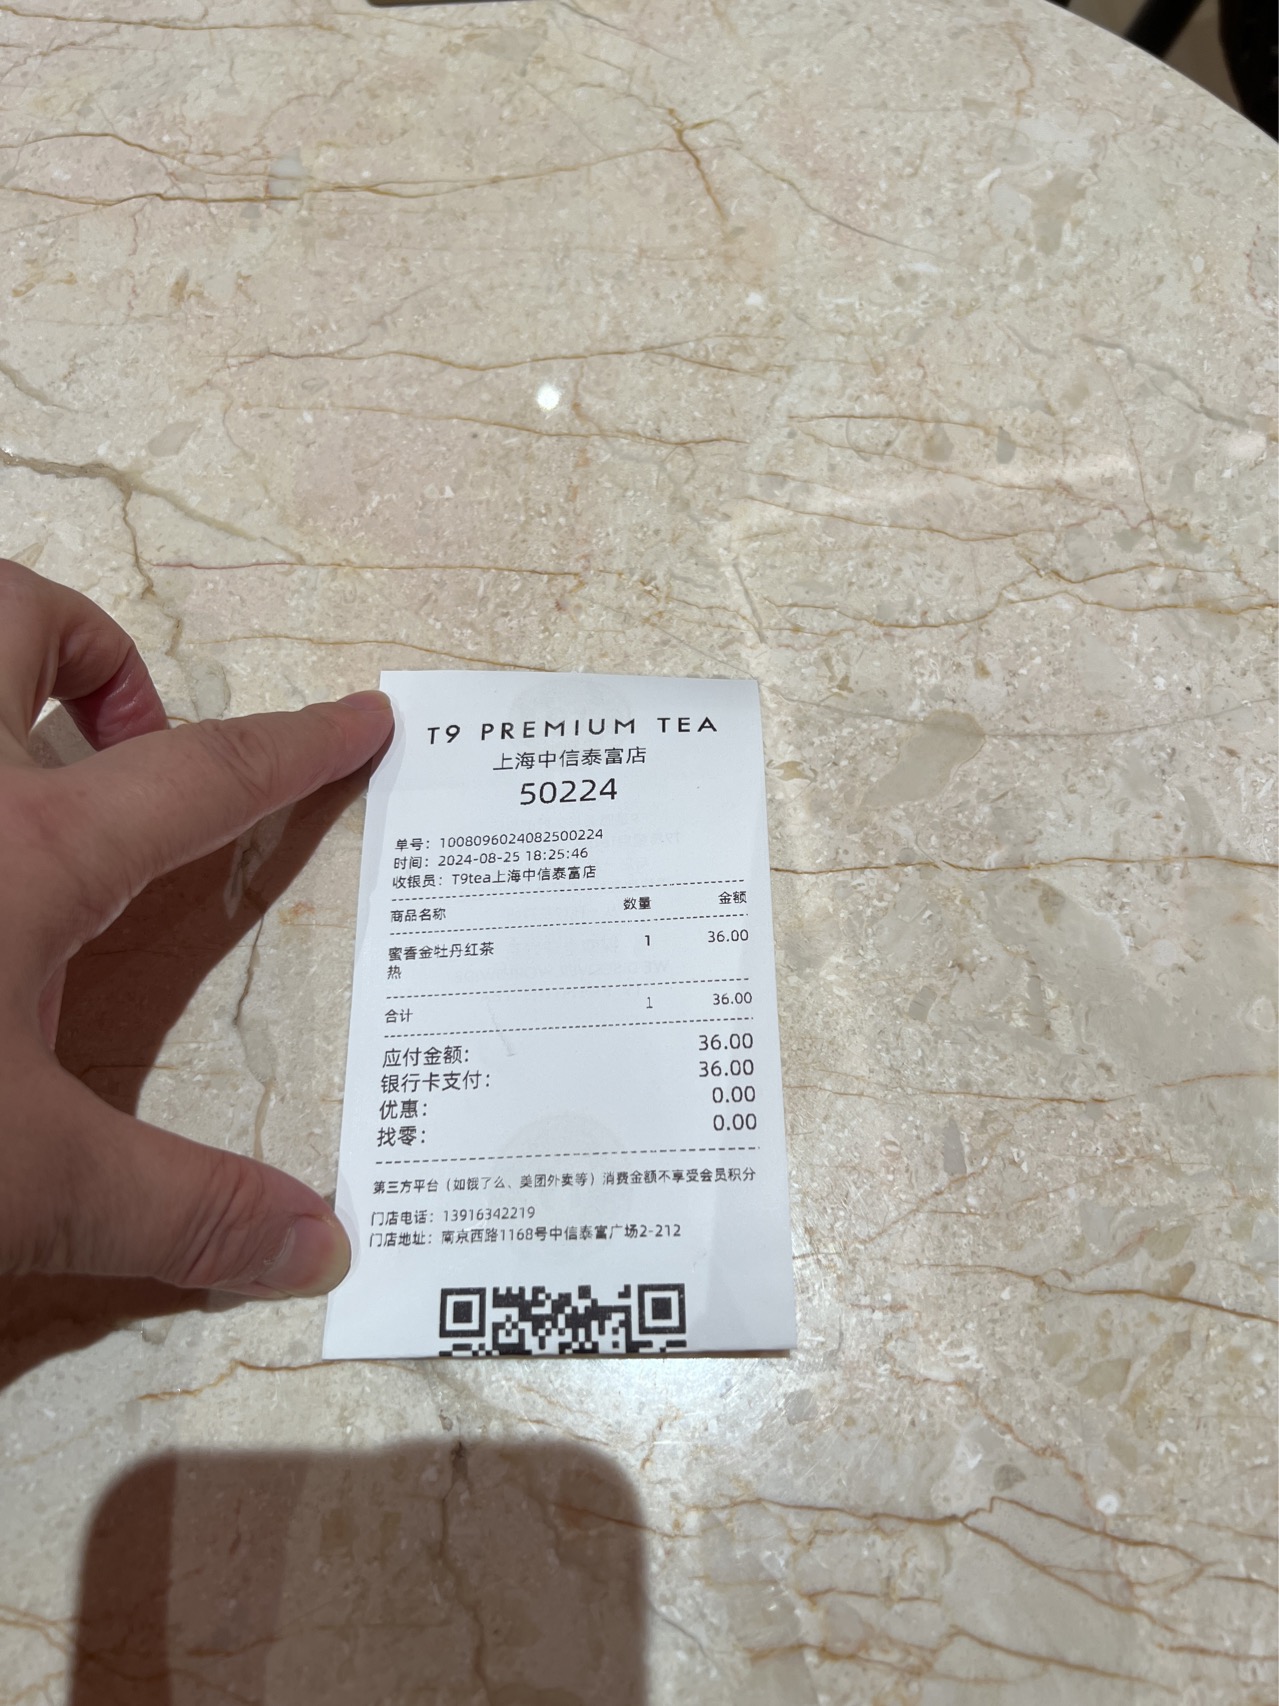 T9 PREMIUM TEA
上海中信泰富店
50224
单号：1008096024082500224
时间：2024-08-25 18:25:46
收银员：T9tea上海中信泰富店
商品名称 数量 金额
蜜香金牡丹红茶 1 36.00
热
合计 1 36.00
应付金额： 36.00
银行卡支付： 36.00
优惠： 0.00
找零： 0.00
第三方平台（如饿了么、美团外卖等）消费金额不享受会员积分
门店电话：13916342219
门店地址：南京西路1168号中信泰富广场2-212